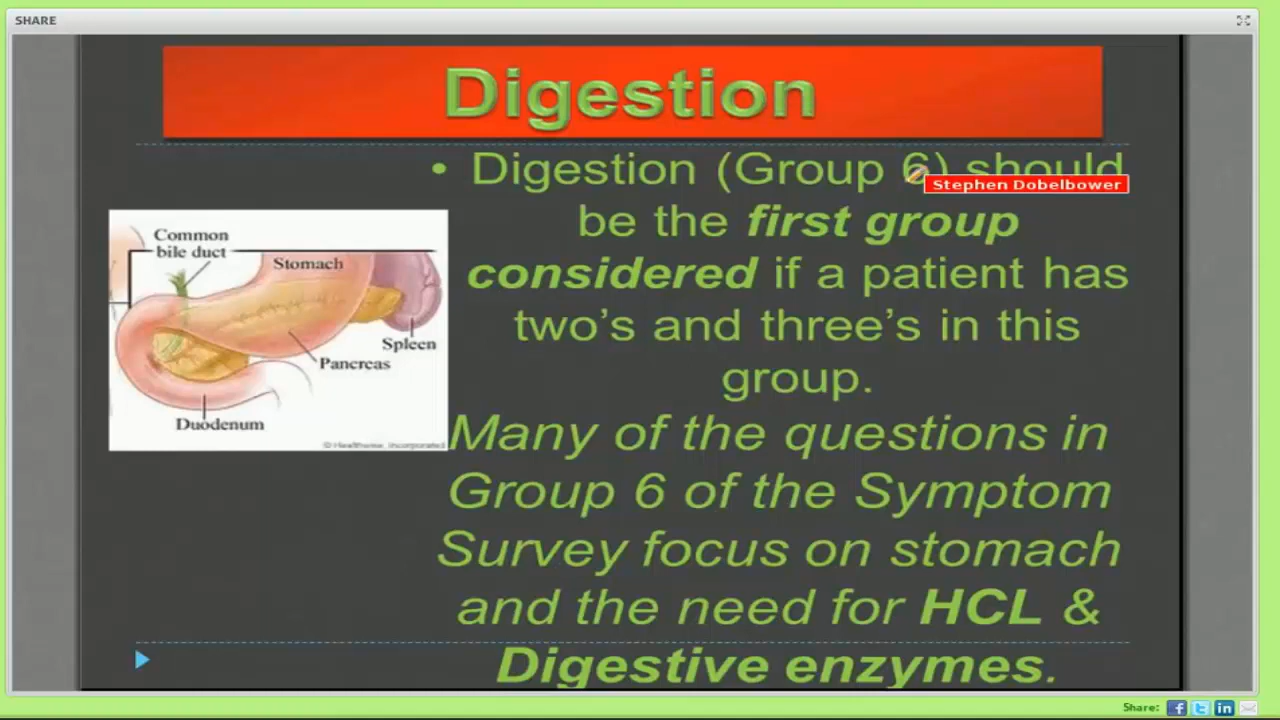 SHARE
Digestion
• Digestion (Group 6) should
Stephen Dobelbower
be the first group
considered if a patient has
two's and three's in this
group.
Many of the questions in
Group 6 of the Symptom
Survey focus on stomach
and the need for HCL &
Digestive enzymes.
Common
bile duct
Stomach
Spleen
Pancreas
Duodenum
Share: